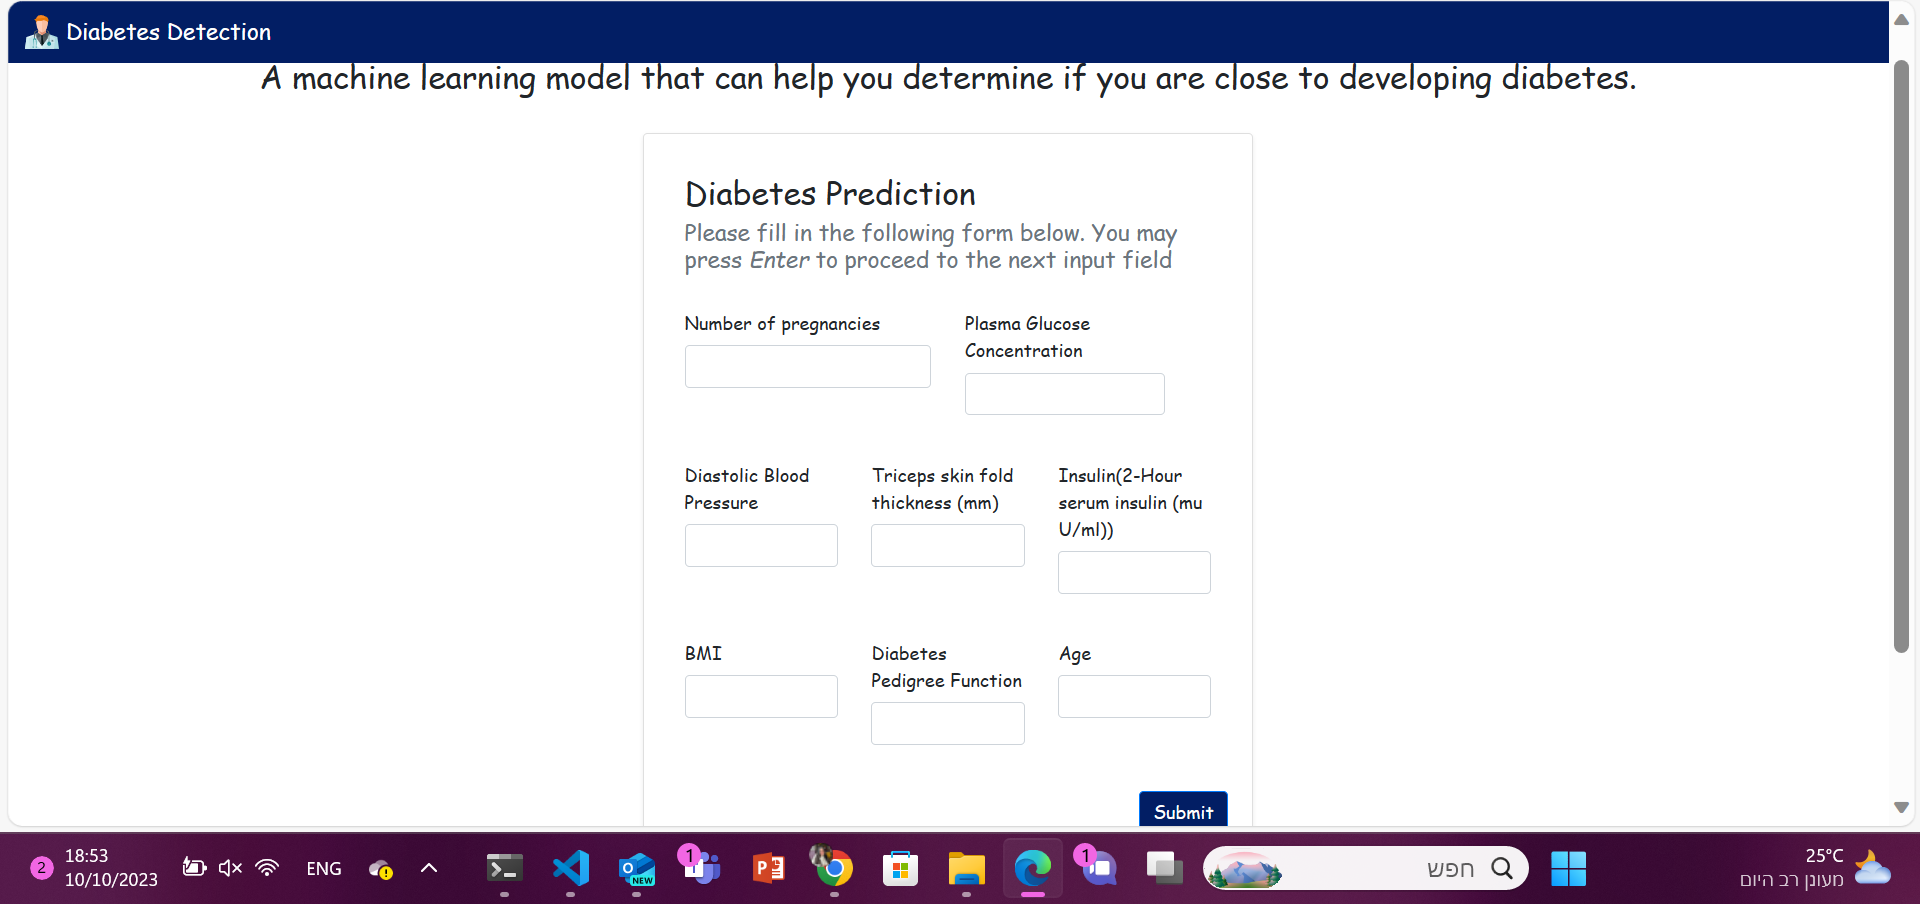 Diabetes Detection
A machine learning model that can help you determine if you are close to developing diabetes.
Diabetes Prediction
Please fill in the following form below. You may
press Enter to proceed to the next input field
Number of pregnancies
Plasma Glucose
Concentration
Diastolic Blood
Pressure
Triceps skin fold
thickness (mm)
Insulin(2-Hour
serum insulin (mu
U/ml))
BMI
Diabetes
Pedigree Function
Age
Submit
2
18:53
10/10/2023
ENG
NEW
1
1
חפש
25°C
מעונן רב היום